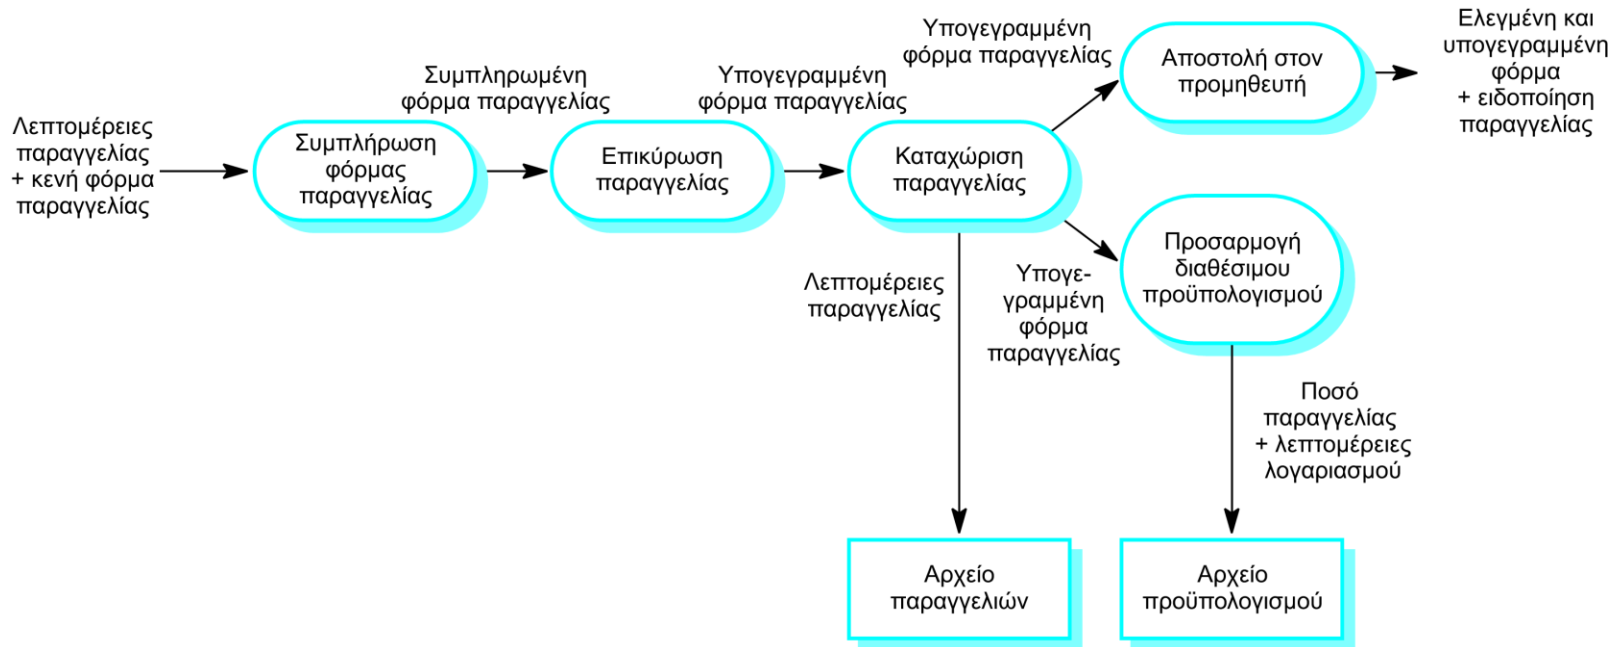 Λεπτομέρειες
παραγγελίας
+ κενή φόρμα
παραγγελίας
Συμπλήρωση
φόρμας
παραγγελίας
Συμπληρωμένη
φόρμα παραγγελίας
Επικύρωση
παραγγελίας
Υπογεγραμμένη
φόρμα παραγγελίας
Καταχώριση
παραγγελίας
Υπογεγραμμένη
φόρμα παραγγελίας
Αποστολή στον
προμηθευτή
Ελεγμένη και
υπογεγραμμένη
φόρμα
+ ειδοποίηση
παραγγελίας
Λεπτομέρειες
παραγγελίας
Υπογε-
γραμμένη
φόρμα
παραγγελίας
Προσαρμογή
διαθέσιμου
προϋπολογισμού
Ποσό
παραγγελίας
+ λεπτομέρειες
λογαριασμού
Αρχείο
παραγγελιών
Αρχείο
προϋπολογισμού